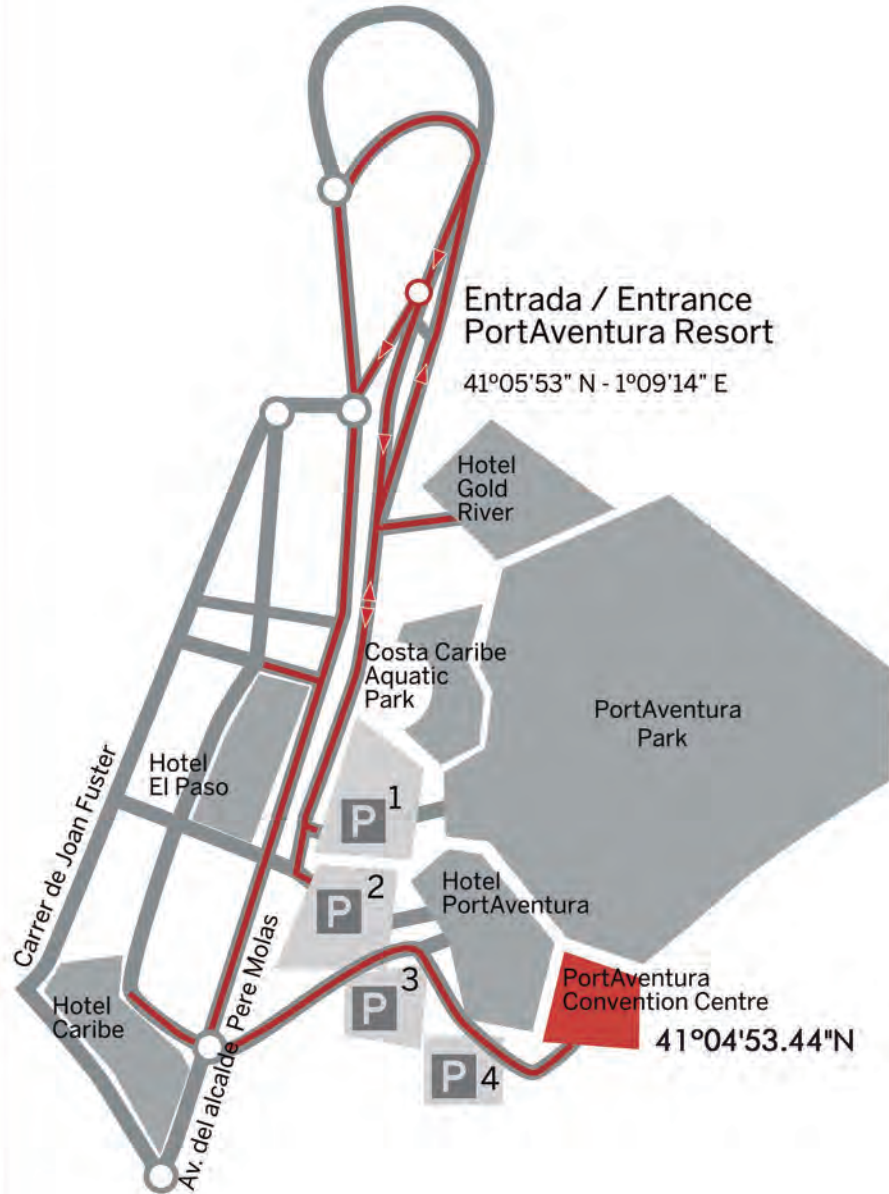 Entrada / Entrance
PortAventura Resort
41º05'53" N - 1º09'14" E
Hotel
Gold
River
Costa Caribe
Aquatic
Park
PortAventura
Park
Hotel
El Paso
P 1
Carrer de Joan Fuster
P 2
Hotel
PortAventura
Av. del alcalde Pere Molas
P 3
PortAventura
Convention Centre
41º04'53.44"N
Hotel
Caribe
P 4